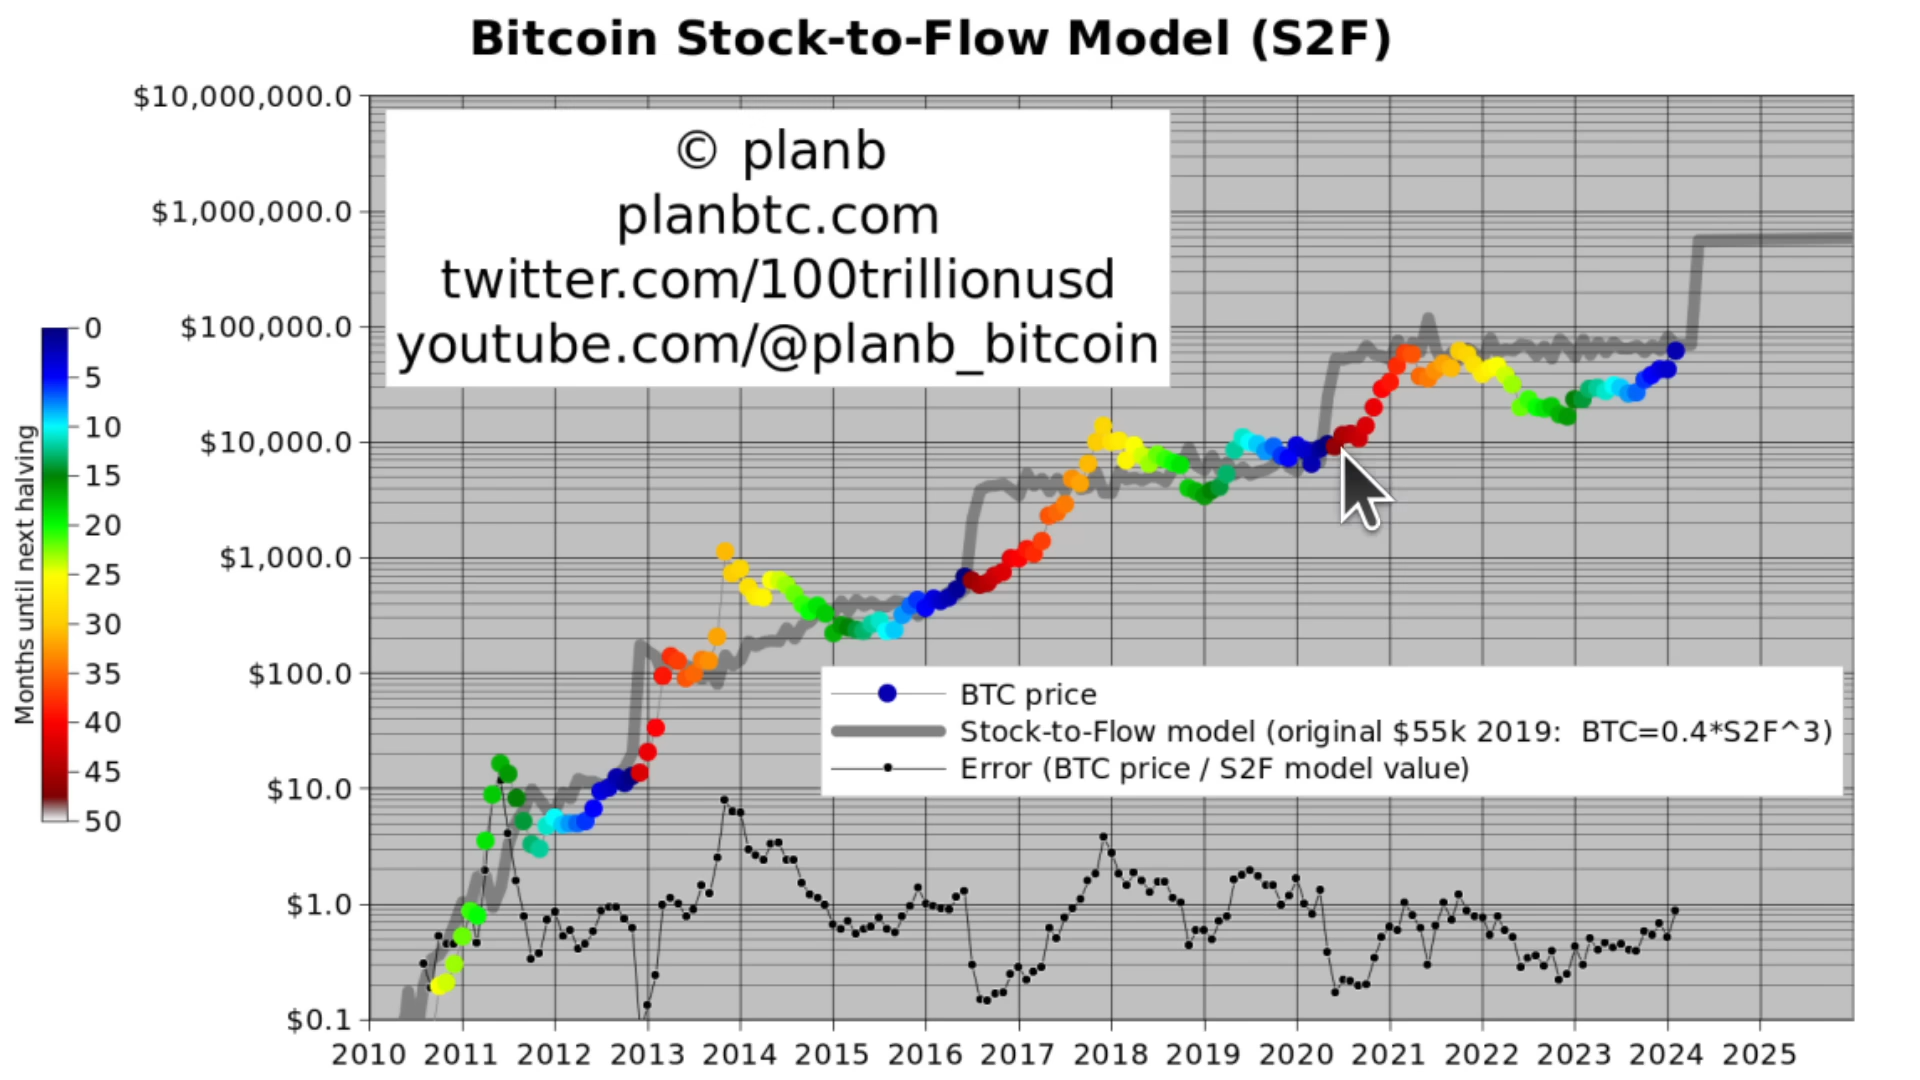 Bitcoin Stock-to-Flow Model (S2F)
$10,000,000.0
$1,000,000.0
$100,000.0
$10,000.0
$1,000.0
$100.0
$10.0
$1.0
$0.1
© planb
planbtc.com
twitter.com/100trillionusd
youtube.com/@planb_bitcoin
Months until next halving
0
5
10
15
20
25
30
35
40
45
50
BTC price
Stock-to-Flow model (original $55k 2019:  BTC=0.4*S2F^3)
Error (BTC price / S2F model value)
2010 2011 2012 2013 2014 2015 2016 2017 2018 2019 2020 2021 2022 2023 2024 2025